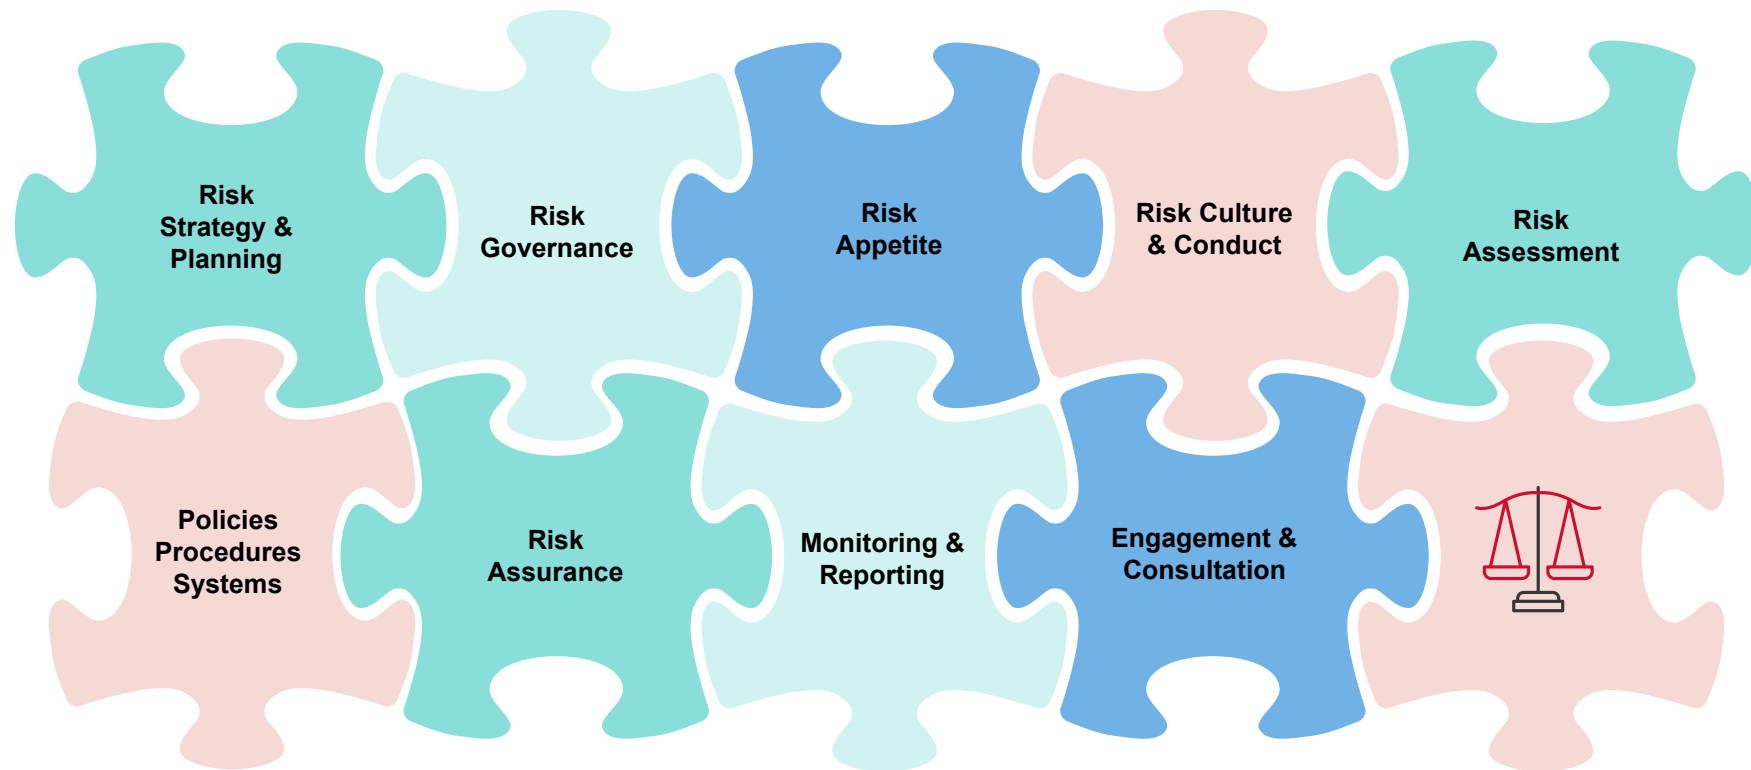 Risk
Strategy &
Planning
Risk
Governance
Risk
Appetite
Risk Culture
& Conduct
Risk
Assessment
Policies
Procedures
Systems
Risk
Assurance
Monitoring &
Reporting
Engagement &
Consultation